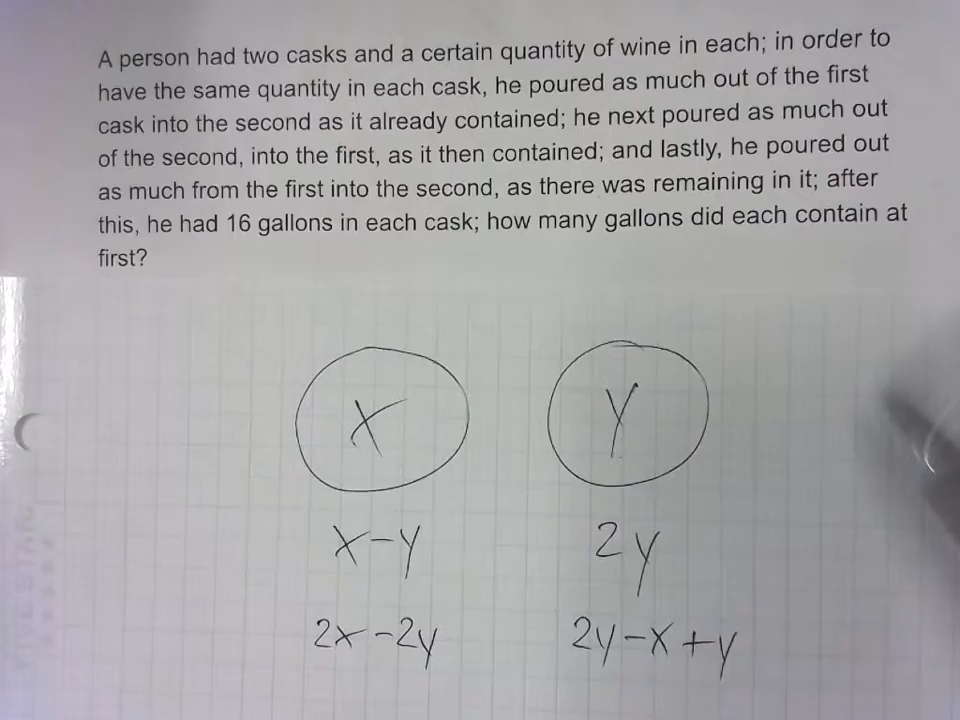 A person had two casks and a certain quantity of wine in each; in order to
have the same quantity in each cask, he poured as much out of the first
cask into the second as it already contained; he next poured as much out
of the second, into the first, as it then contained; and lastly, he poured out
as much from the first into the second, as there was remaining in it; after
this, he had 16 gallons in each cask; how many gallons did each contain at
first?
x y
x-y 2y
2x-2y 2y-x+y